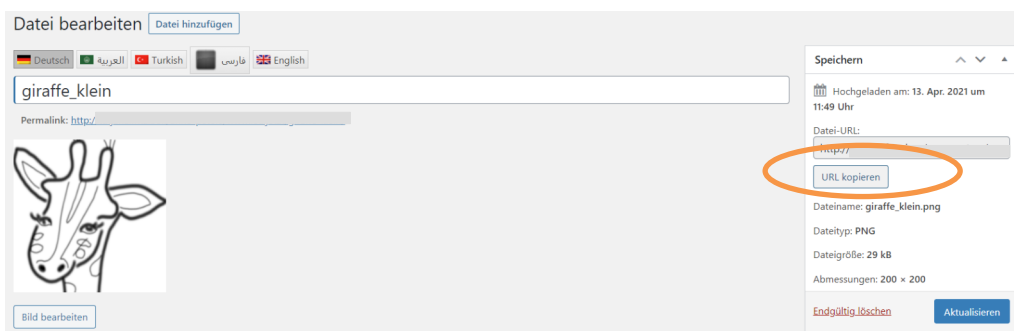 Datei bearbeiten Datei hinzufügen
Deutsch العربية Turkish فارسی English
giraffe_klein
Permalink: http:/
Bild bearbeiten
Speichern
Hochgeladen am: 13. Apr. 2021 um
11:49 Uhr
Datei-URL:
http://
URL kopieren
Dateiname: giraffe_klein.png
Dateityp: PNG
Dateigröße: 29 kB
Abmessungen: 200 × 200
Endgültig löschen Aktualisieren